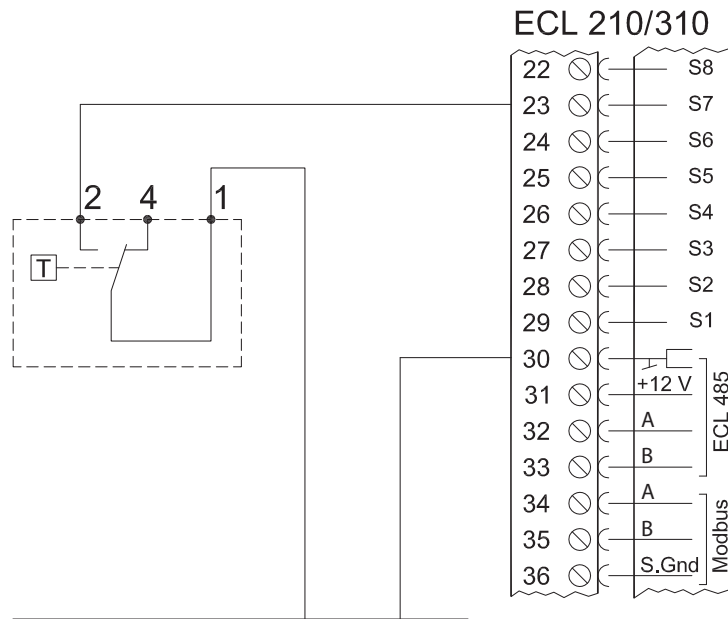 ECL 210/310
22 S8
23 S7
24 S6
25 S5
26 S4
27 S3
28 S2
29 S1
30
31 +12 V
32 A
33 B
ECL 485
34 A
35 B
36 S.Gnd
Modbus
2 4 1
T